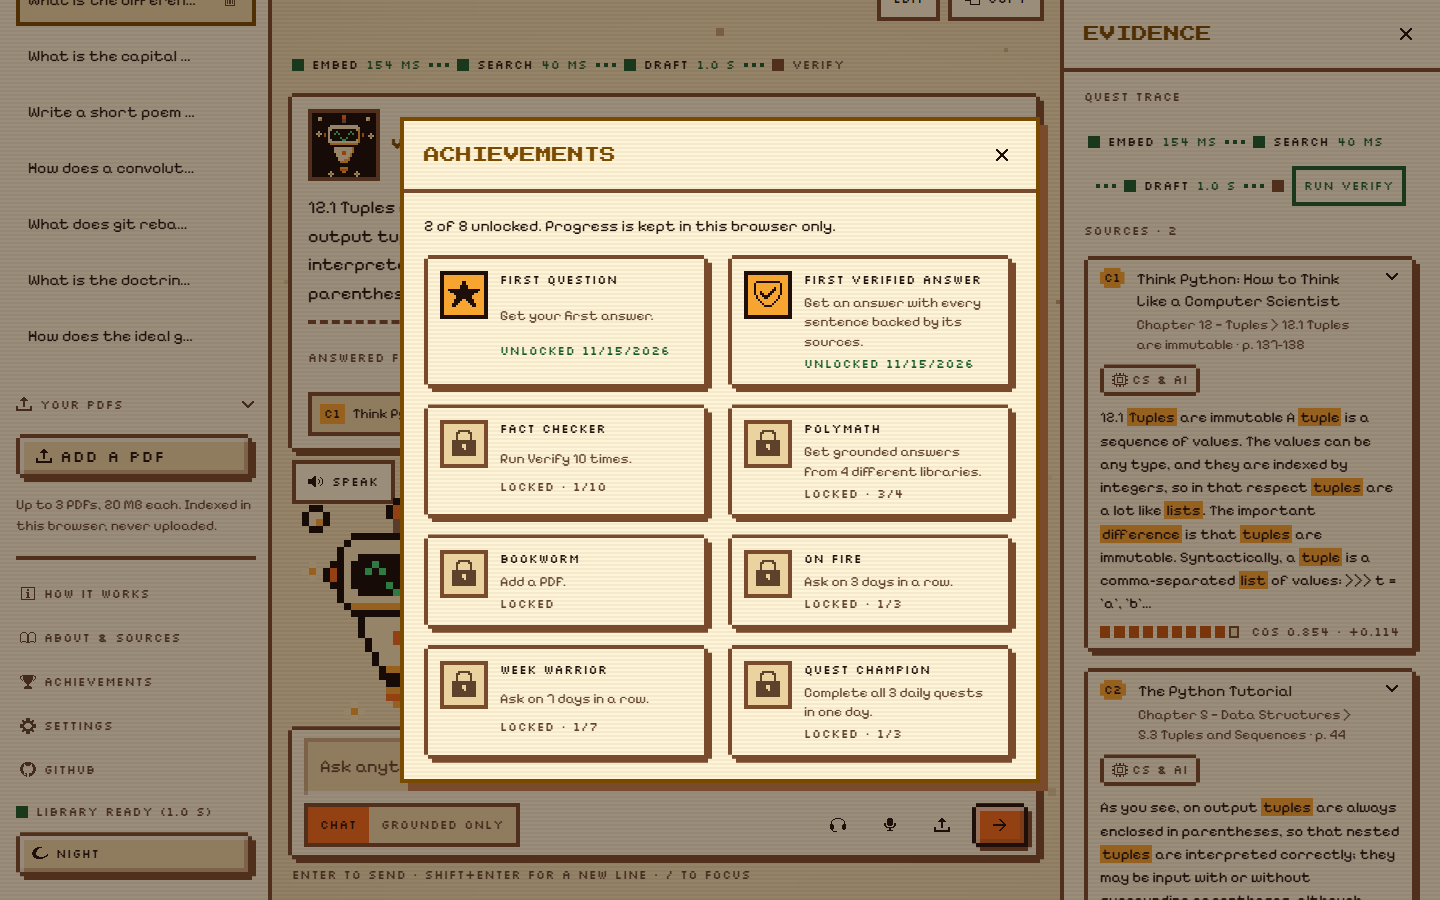 What is the differen...
What is the capital ...
Write a short poem ...
How does a convolut...
What does git reba...
What is the doctrin...
How does the ideal g...
YOUR PDFS
ADD A PDF
Up to 3 PDFs, 20 MB each. Indexed in
this browser, never uploaded.
HOW IT WORKS
ABOUT & SOURCES
ACHIEVEMENTS
SETTINGS
GITHUB
LIBRARY READY (1.0 S)
NIGHT
EDIT
COPY
EMBED 154 MS SEARCH 40 MS DRAFT 1.0 S VERIFY
12.1 Tuples
output tu
interprete
parenthes
ANSWERED F
C1 Think P
SPEAK
Ask anyt
CHAT GROUNDED ONLY
ENTER TO SEND · SHIFT+ENTER FOR A NEW LINE · / TO FOCUS
ACHIEVEMENTS
2 of 8 unlocked. Progress is kept in this browser only.
FIRST QUESTION
Get your first answer.
UNLOCKED 11/15/2026
FIRST VERIFIED ANSWER
Get an answer with every
sentence backed by its
sources.
UNLOCKED 11/15/2026
FACT CHECKER
Run Verify 10 times.
LOCKED · 1/10
POLYMATH
Get grounded answers
from 4 different libraries.
LOCKED · 3/4
BOOKWORM
Add a PDF.
LOCKED
ON FIRE
Ask on 3 days in a row.
LOCKED · 1/3
WEEK WARRIOR
Ask on 7 days in a row.
LOCKED · 1/7
QUEST CHAMPION
Complete all 3 daily quests
in one day.
LOCKED · 1/3
EVIDENCE
QUEST TRACE
EMBED 154 MS SEARCH 40 MS
DRAFT 1.0 S RUN VERIFY
SOURCES · 2
C1 Think Python: How to Think
Like a Computer Scientist
Chapter 12 – Tuples > 12.1 Tuples
are immutable · p. 137-138
CS & AI
12.1 Tuples are immutable A tuple is a
sequence of values. The values can be
any type, and they are indexed by
integers, so in that respect tuples are
a lot like lists. The important
difference is that tuples are
immutable. Syntactically, a tuple is a
comma-separated list of values: >>> t =
'a', 'b'...
COS 0.854 · +0.114
C2 The Python Tutorial
Chapter 5 – Data Structures >
5.3 Tuples and Sequences · p. 44
CS & AI
As you see, on output tuples are always
enclosed in parentheses, so that nested
tuples are interpreted correctly; they
may be input with or without
surrounding parentheses, although